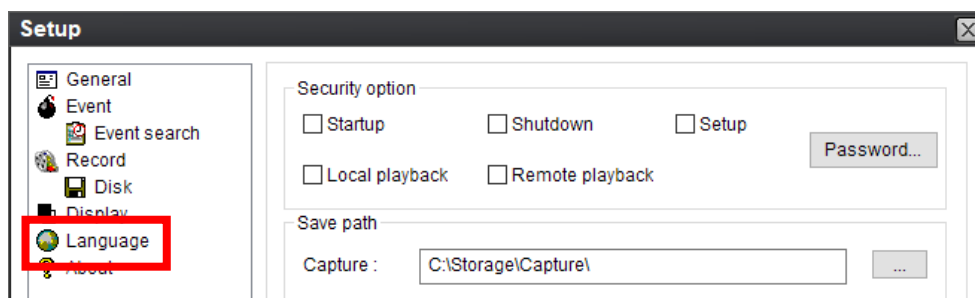 Setup
General
Event
Event search
Record
Disk
Display
Language
About
Security option
Startup Shutdown Setup
Password...
Local playback Remote playback
Save path
Capture : C:\Storage\Capture\ ...